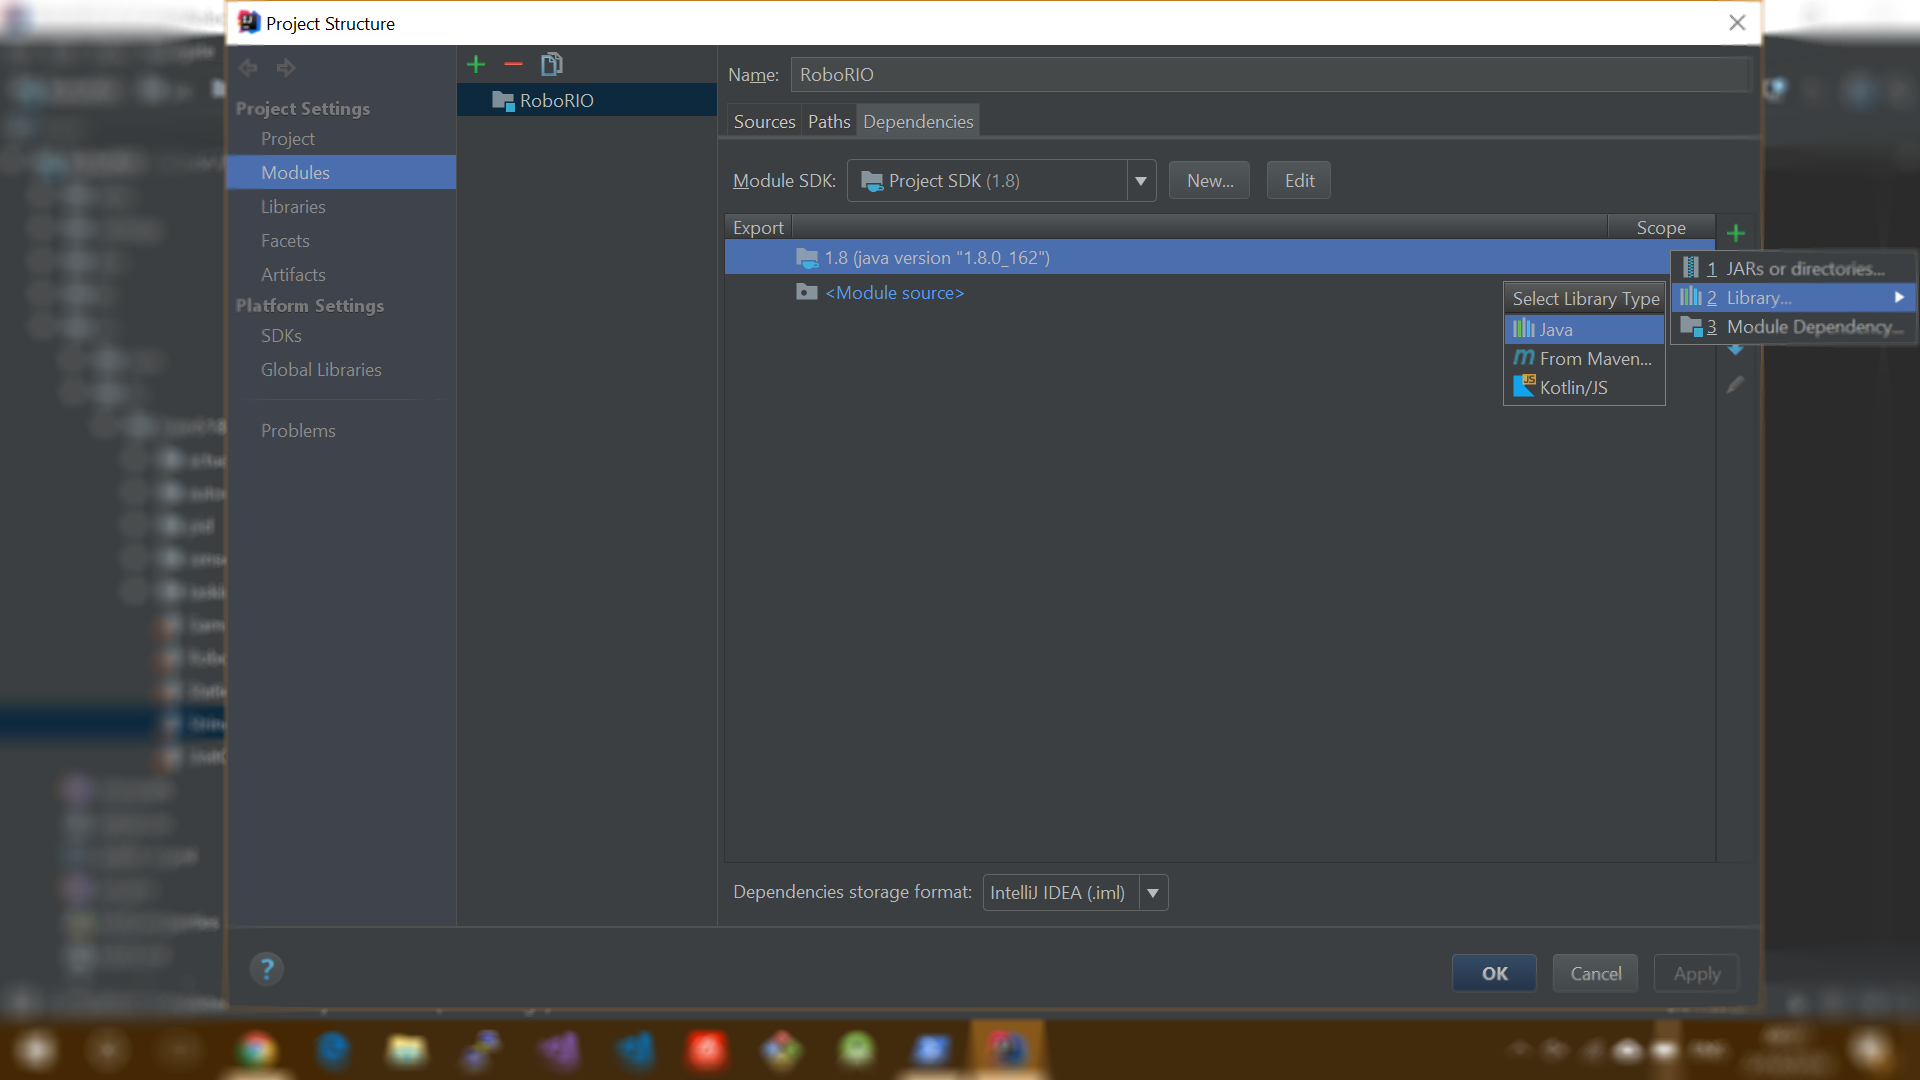 Project Structure
Project Settings
Project
Modules
Libraries
Facets
Artifacts
Platform Settings
SDKs
Global Libraries
Problems
RoboRIO
Name: RoboRIO
Sources Paths Dependencies
Module SDK: Project SDK (1.8) New... Edit
Export Scope
1.8 (java version "1.8.0_162")
<Module source>
1 JARs or directories...
2 Library...
3 Module Dependency...
Select Library Type
Java
From Maven...
Kotlin/JS
Dependencies storage format: IntelliJ IDEA (.iml)
? OK Cancel Apply